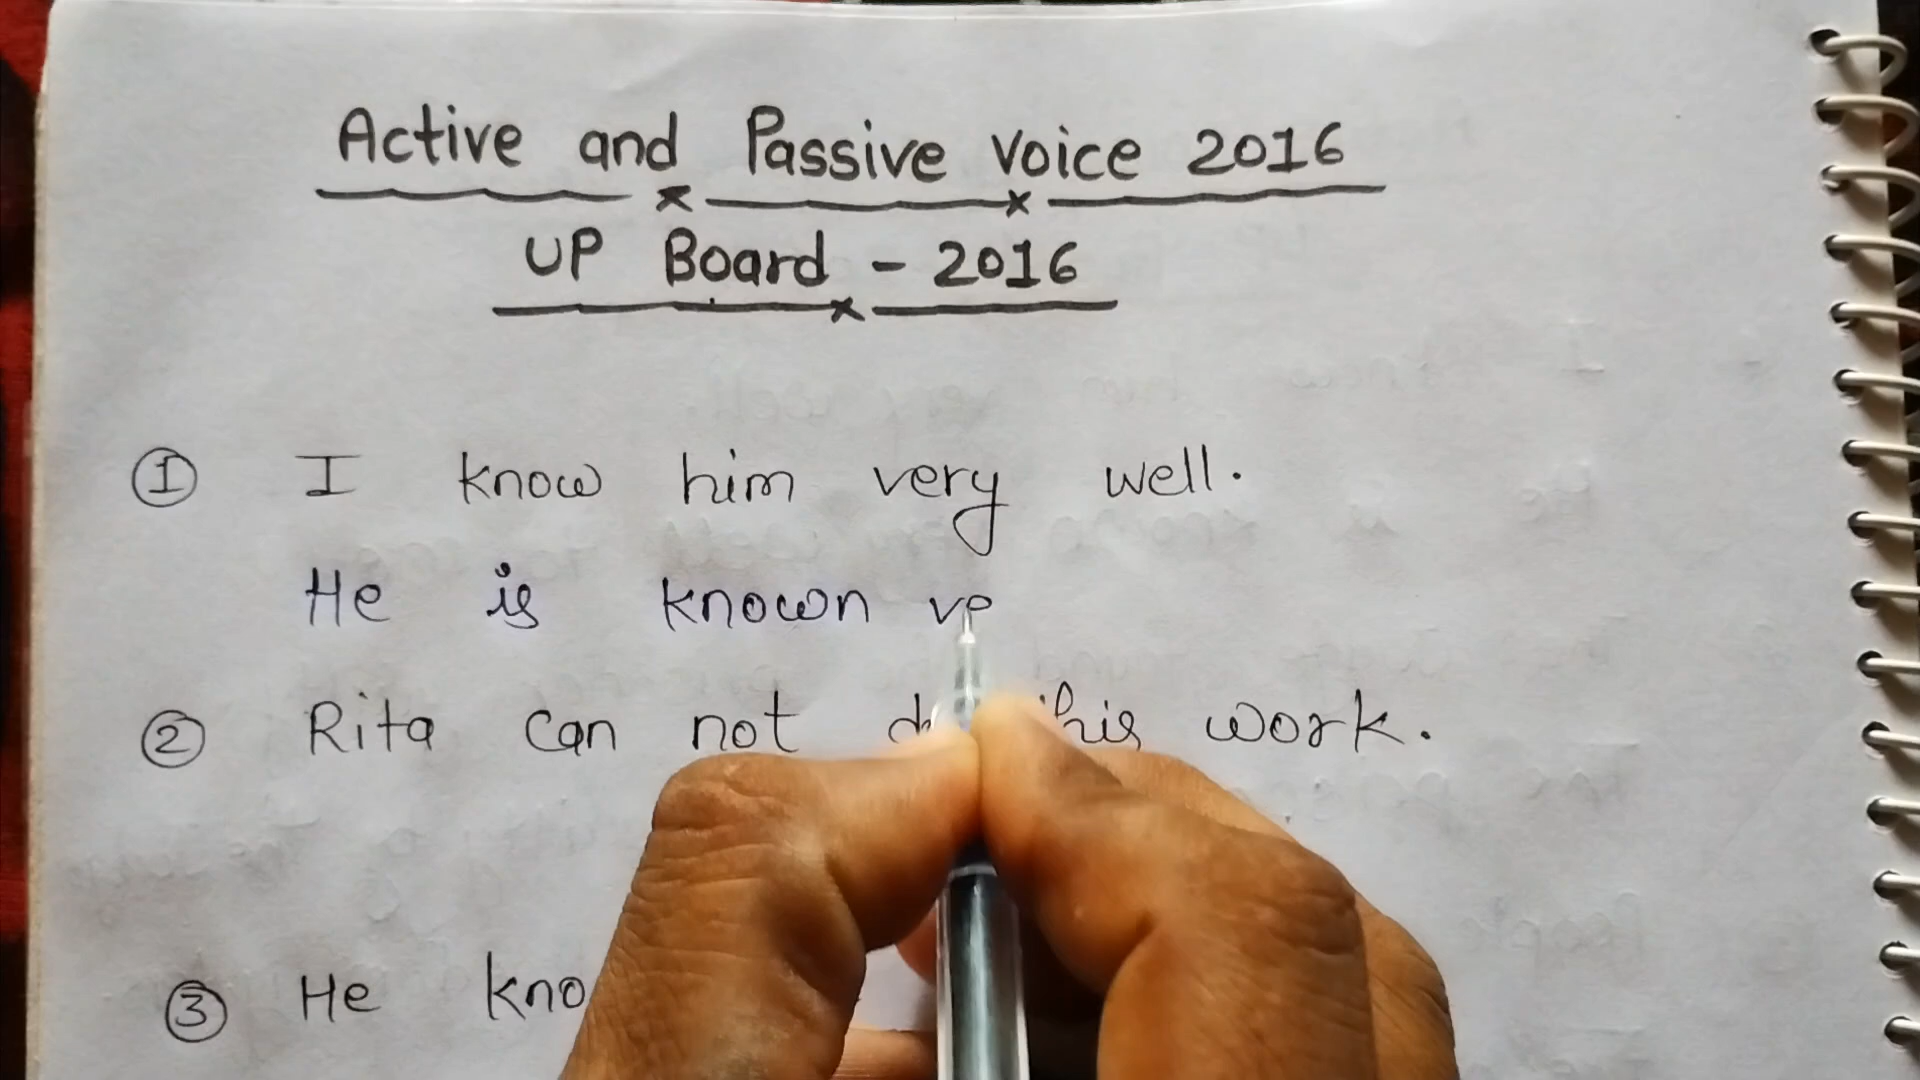 Active and Passive Voice 2016
UP Board - 2016
① I know him very well.
He is known ve
② Rita can not this work.
③ He